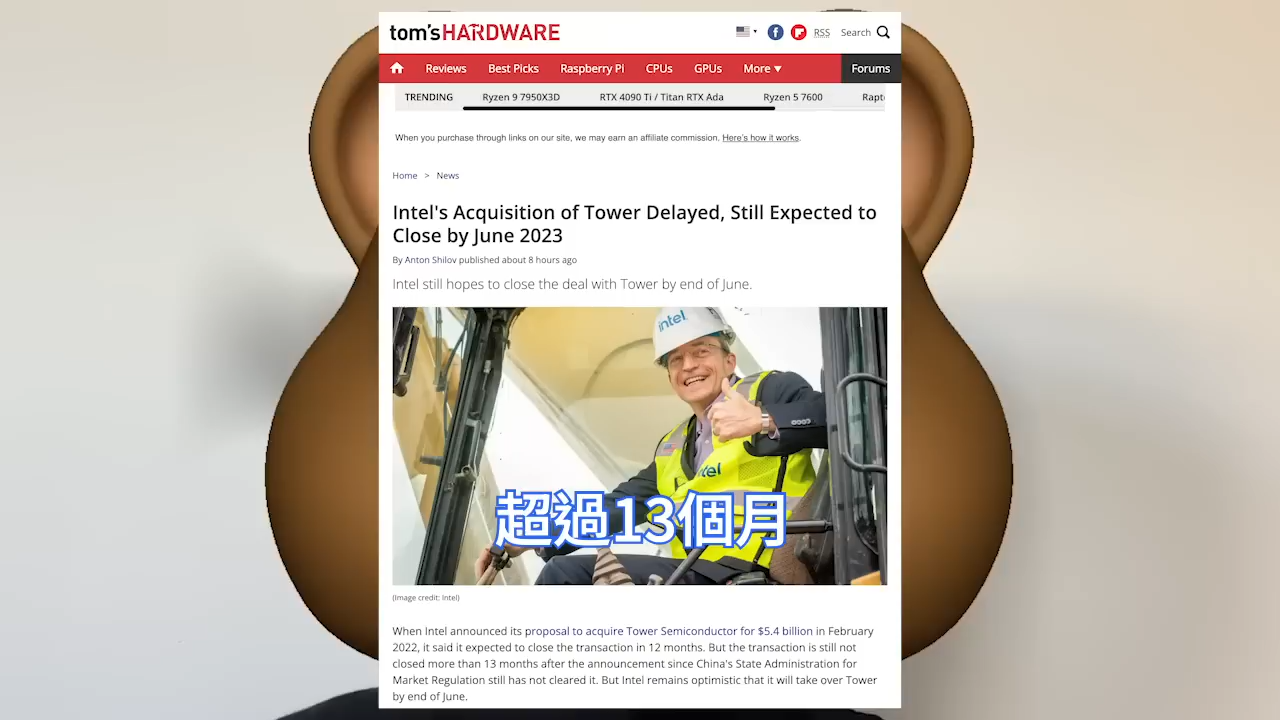 tom'sHARDWARE
RSS
Search
Reviews
Best Picks
Raspberry Pi
CPUs
GPUs
More
Forums
TRENDING
Ryzen 9 7950X3D
RTX 4090 Ti / Titan RTX Ada
Ryzen 5 7600
Rapt
When you purchase through links on our site, we may earn an affiliate commission. Here's how it works.
Home > News
Intel's Acquisition of Tower Delayed, Still Expected to
Close by June 2023
By Anton Shilov published about 8 hours ago
Intel still hopes to close the deal with Tower by end of June.
intel
超過13個月
(Image credit: Intel)
When Intel announced its proposal to acquire Tower Semiconductor for $5.4 billion in February
2022, it said it expected to close the transaction in 12 months. But the transaction is still not
closed more than 13 months after the announcement since China's State Administration for
Market Regulation still has not cleared it. But Intel remains optimistic that it will take over Tower
by end of June.